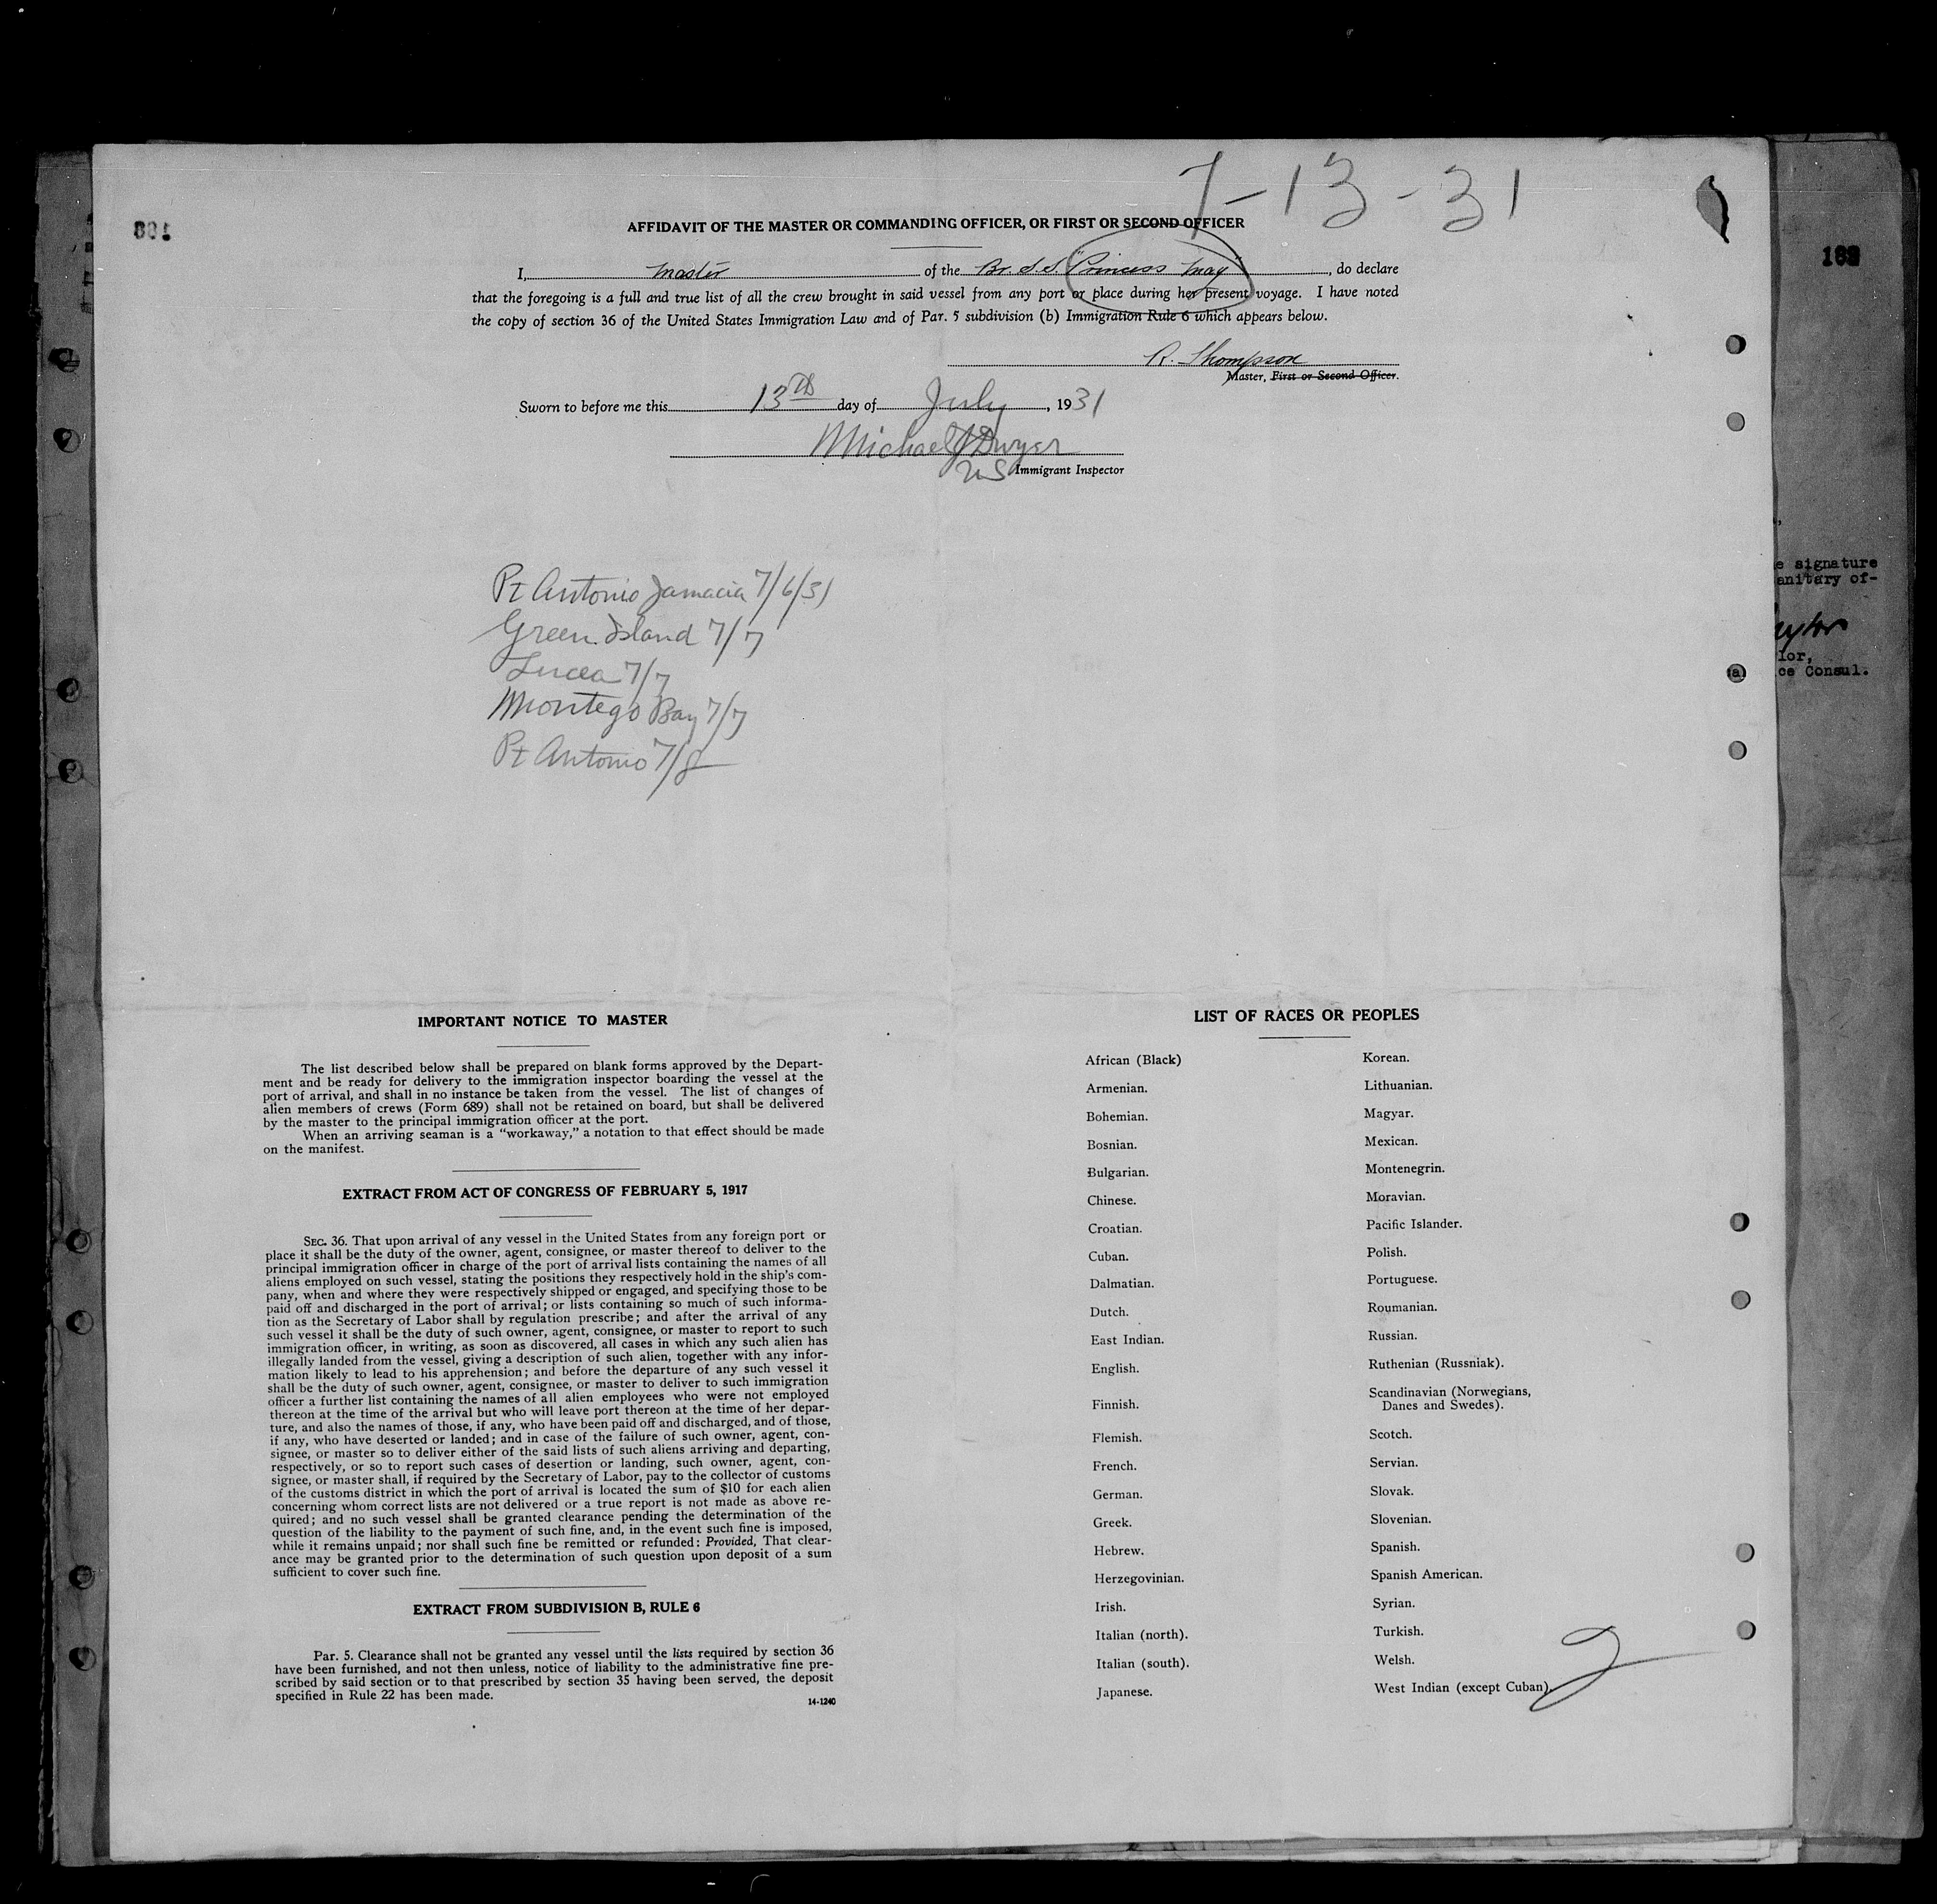 7-13-31
AFFIDAVIT OF THE MASTER OR COMMANDING OFFICER, OR FIRST OR SECOND OFFICER
182
I, Master of the Br. S.S. "Princess May", do declare
that the foregoing is a full and true list of all the crew brought in said vessel from any port or place during her present voyage. I have noted
the copy of section 36 of the United States Immigration Law and of Par. 5 subdivision (b) Immigration Rule 6 which appears below.
R. Thompson
Master, First or Second Officer.
Sworn to before me this 13th day of July, 1931
Michael J Dwyer
US Immigrant Inspector
Pt Antonio Jamacia 7/6/31
Green Island 7/7
Lucea 7/7
Montego Bay 7/7
Pt Antonio 7/8
e signature
anitary of-
lor,
ce Consul.
IMPORTANT NOTICE TO MASTER
The list described below shall be prepared on blank forms approved by the Depart-
ment and be ready for delivery to the immigration inspector boarding the vessel at the
port of arrival, and shall in no instance be taken from the vessel. The list of changes of
alien members of crews (Form 689) shall not be retained on board, but shall be delivered
by the master to the principal immigration officer at the port.
When an arriving seaman is a "workaway," a notation to that effect should be made
on the manifest.
EXTRACT FROM ACT OF CONGRESS OF FEBRUARY 5, 1917
SEC. 36. That upon arrival of any vessel in the United States from any foreign port or
place it shall be the duty of the owner, agent, consignee, or master thereof to deliver to the
principal immigration officer in charge of the port of arrival lists containing the names of all
aliens employed on such vessel, stating the positions they respectively hold in the ship's com-
pany, when and where they were respectively shipped or engaged, and specifying those to be
paid off and discharged in the port of arrival; or lists containing so much of such informa-
tion as the Secretary of Labor shall by regulation prescribe; and after the arrival of any
such vessel it shall be the duty of such owner, agent, consignee, or master to report to such
immigration officer, in writing, as soon as discovered, all cases in which any such alien has
illegally landed from the vessel, giving a description of such alien, together with any infor-
mation likely to lead to his apprehension; and before the departure of any such vessel it
shall be the duty of such owner, agent, consignee, or master to deliver to such immigration
officer a further list containing the names of all alien employees who were not employed
thereon at the time of the arrival but who will leave port thereon at the time of her depar-
ture, and also the names of those, if any, who have been paid off and discharged, and of those,
if any, who have deserted or landed; and in case of the failure of such owner, agent, con-
signee, or master so to deliver either of the said lists of such aliens arriving and departing,
respectively, or so to report such cases of desertion or landing, such owner, agent, con-
signee, or master shall, if required by the Secretary of Labor, pay to the collector of customs
of the customs district in which the port of arrival is located the sum of $10 for each alien
concerning whom correct lists are not delivered or a true report is not made as above re-
quired; and no such vessel shall be granted clearance pending the determination of the
question of the liability to the payment of such fine, and, in the event such fine is imposed,
while it remains unpaid; nor shall such fine be remitted or refunded: Provided, That clear-
ance may be granted prior to the determination of such question upon deposit of a sum
sufficient to cover such fine.
EXTRACT FROM SUBDIVISION B, RULE 6
Par. 5. Clearance shall not be granted any vessel until the lists required by section 36
have been furnished, and not then unless, notice of liability to the administrative fine pre-
scribed by said section or to that prescribed by section 35 having been served, the deposit
specified in Rule 22 has been made.
14-1240
LIST OF RACES OR PEOPLES
African (Black)
Armenian.
Bohemian.
Bosnian.
Bulgarian.
Chinese.
Croatian.
Cuban.
Dalmatian.
Dutch.
East Indian.
English.
Finnish.
Flemish.
French.
German.
Greek.
Hebrew.
Herzegovinian.
Irish.
Italian (north).
Italian (south).
Japanese.
Korean.
Lithuanian.
Magyar.
Mexican.
Montenegrin.
Moravian.
Pacific Islander.
Polish.
Portuguese.
Roumanian.
Russian.
Ruthenian (Russniak).
Scandinavian (Norwegians,
Danes and Swedes).
Scotch.
Servian.
Slovak.
Slovenian.
Spanish.
Spanish American.
Syrian.
Turkish.
Welsh.
West Indian (except Cuban).